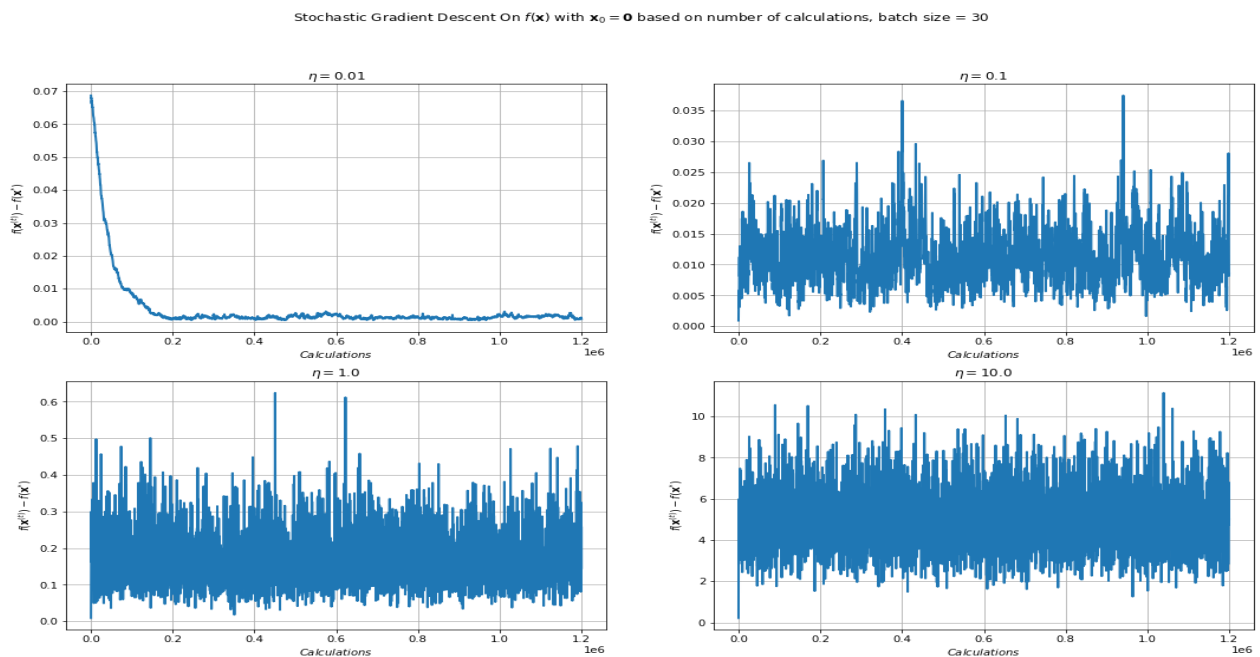 Stochastic Gradient Descent On f(x) with x₀ = 0 based on number of calculations, batch size = 30
η = 0.01
f(x⁽ᵗ⁾) − f(x*)
0.07
0.06
0.05
0.04
0.03
0.02
0.01
0.00
0.0 0.2 0.4 0.6 0.8 1.0 1.2
1e6
Calculations
η = 0.1
f(x⁽ᵗ⁾) − f(x*)
0.035
0.030
0.025
0.020
0.015
0.010
0.005
0.000
0.0 0.2 0.4 0.6 0.8 1.0 1.2
1e6
Calculations
η = 1.0
f(x⁽ᵗ⁾) − f(x*)
0.6
0.5
0.4
0.3
0.2
0.1
0.0
0.0 0.2 0.4 0.6 0.8 1.0 1.2
1e6
Calculations
η = 10.0
f(x⁽ᵗ⁾) − f(x*)
10
8
6
4
2
0
0.0 0.2 0.4 0.6 0.8 1.0 1.2
1e6
Calculations